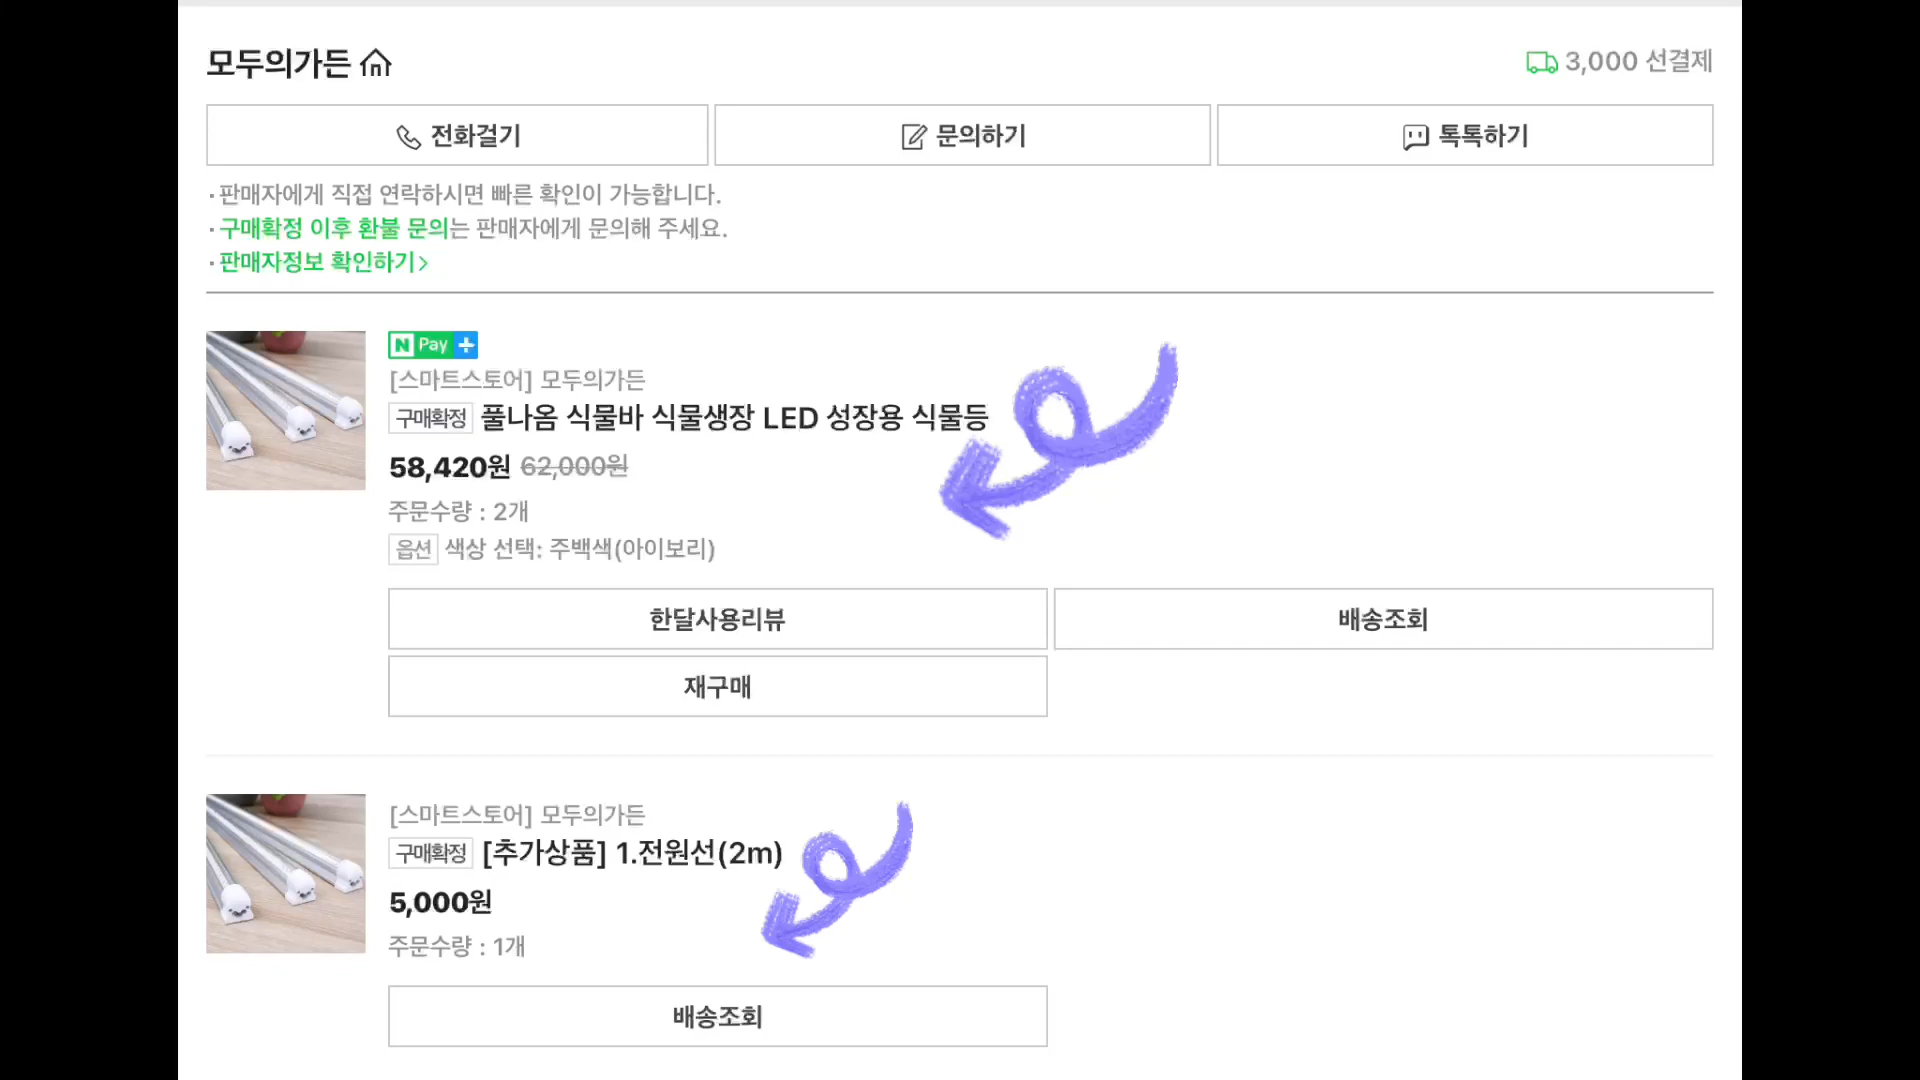 모두의가든
3,000 선결제
전화걸기
문의하기
톡톡하기
· 판매자에게 직접 연락하시면 빠른 확인이 가능합니다.
· 구매확정 이후 환불 문의는 판매자에게 문의해 주세요.
· 판매자정보 확인하기>
N Pay +
[스마트스토어] 모두의가든
구매확정 풀나옴 식물바 식물생장 LED 성장용 식물등
58,420원 62,000원
주문수량 : 2개
옵션 색상 선택: 주백색(아이보리)
한달사용리뷰
배송조회
재구매
[스마트스토어] 모두의가든
구매확정 [추가상품] 1.전원선(2m)
5,000원
주문수량 : 1개
배송조회